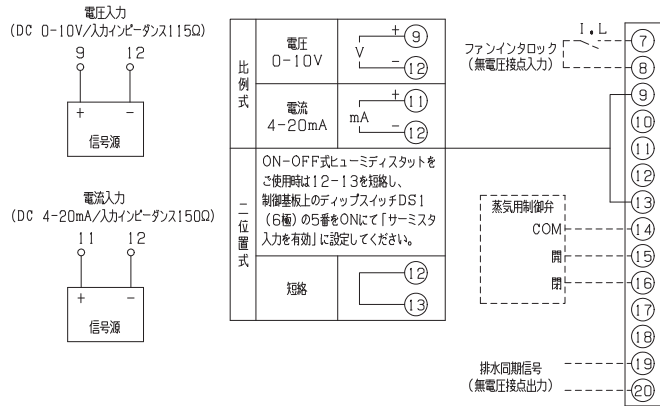 電圧入力
(DC 0-10V/入力インピーダンス115Ω)
9 12
+ −
信号源
電流入力
(DC 4-20mA/入力インピーダンス150Ω)
11 12
+ −
信号源
比例式
電圧
0-10V
V
+ 9
− 12
電流
4-20mA
mA
+ 11
− 12
二位置式
ON-OFF式ヒューミディスタットを
ご使用時は12-13を短絡し、
制御基板上のディップスイッチDS1
(6極)の5番をONにて「サーミスタ
入力を有効」に設定してください。
短絡
12
13
I.L
ファンインタロック
(無電圧接点入力)
7
8
9
10
11
12
13
蒸気用制御弁
COM 14
開 15
閉 16
17
18
排水同期信号
(無電圧接点出力)
19
20